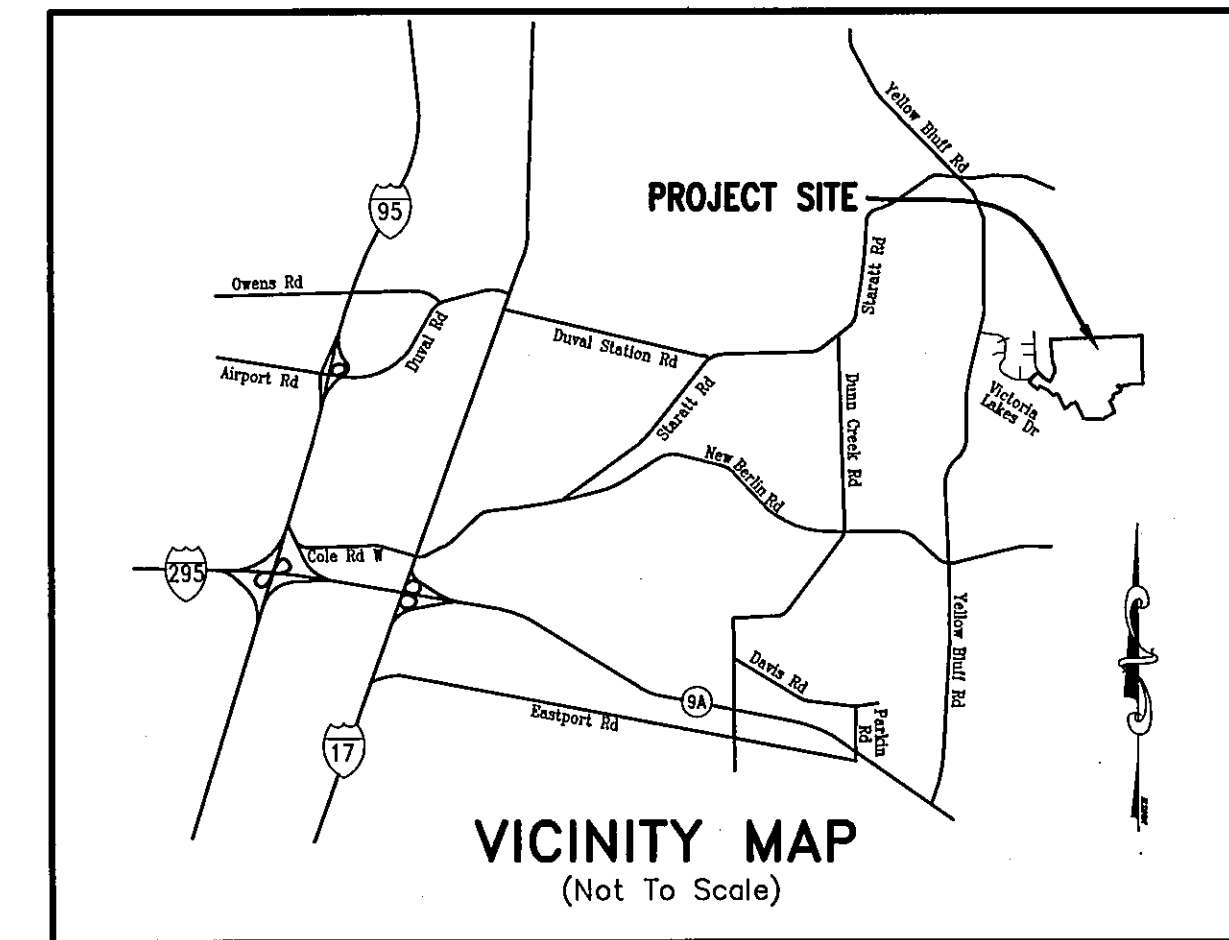 Yellow Bluff Rd
PROJECT SITE
95
Staratt Rd
Owens Rd
Duval Rd
Duval Station Rd
Airport Rd
Victoria
Lakes Dr
Staratt Rd
Dunn Creek Rd
New Berlin Rd
Cole Rd W
295
Yellow Bluff Rd
Davis Rd
9A
Parkin
Rd
Eastport Rd
17
VICINITY MAP
(Not To Scale)